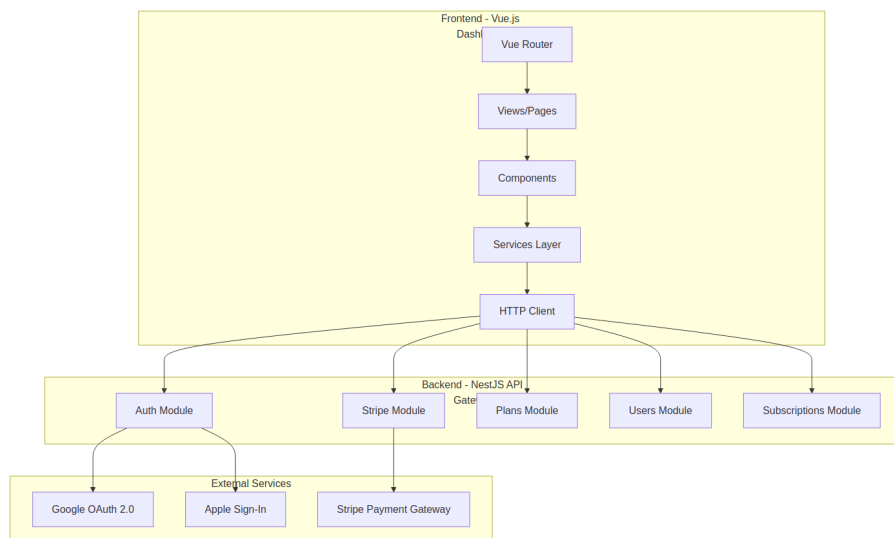 Frontend - Vue.js
Vue Router
Views/Pages
Components
Services Layer
HTTP Client
Backend - NestJS API
Auth Module
Stripe Module
Plans Module
Users Module
Subscriptions Module
External Services
Google OAuth 2.0
Apple Sign-In
Stripe Payment Gateway